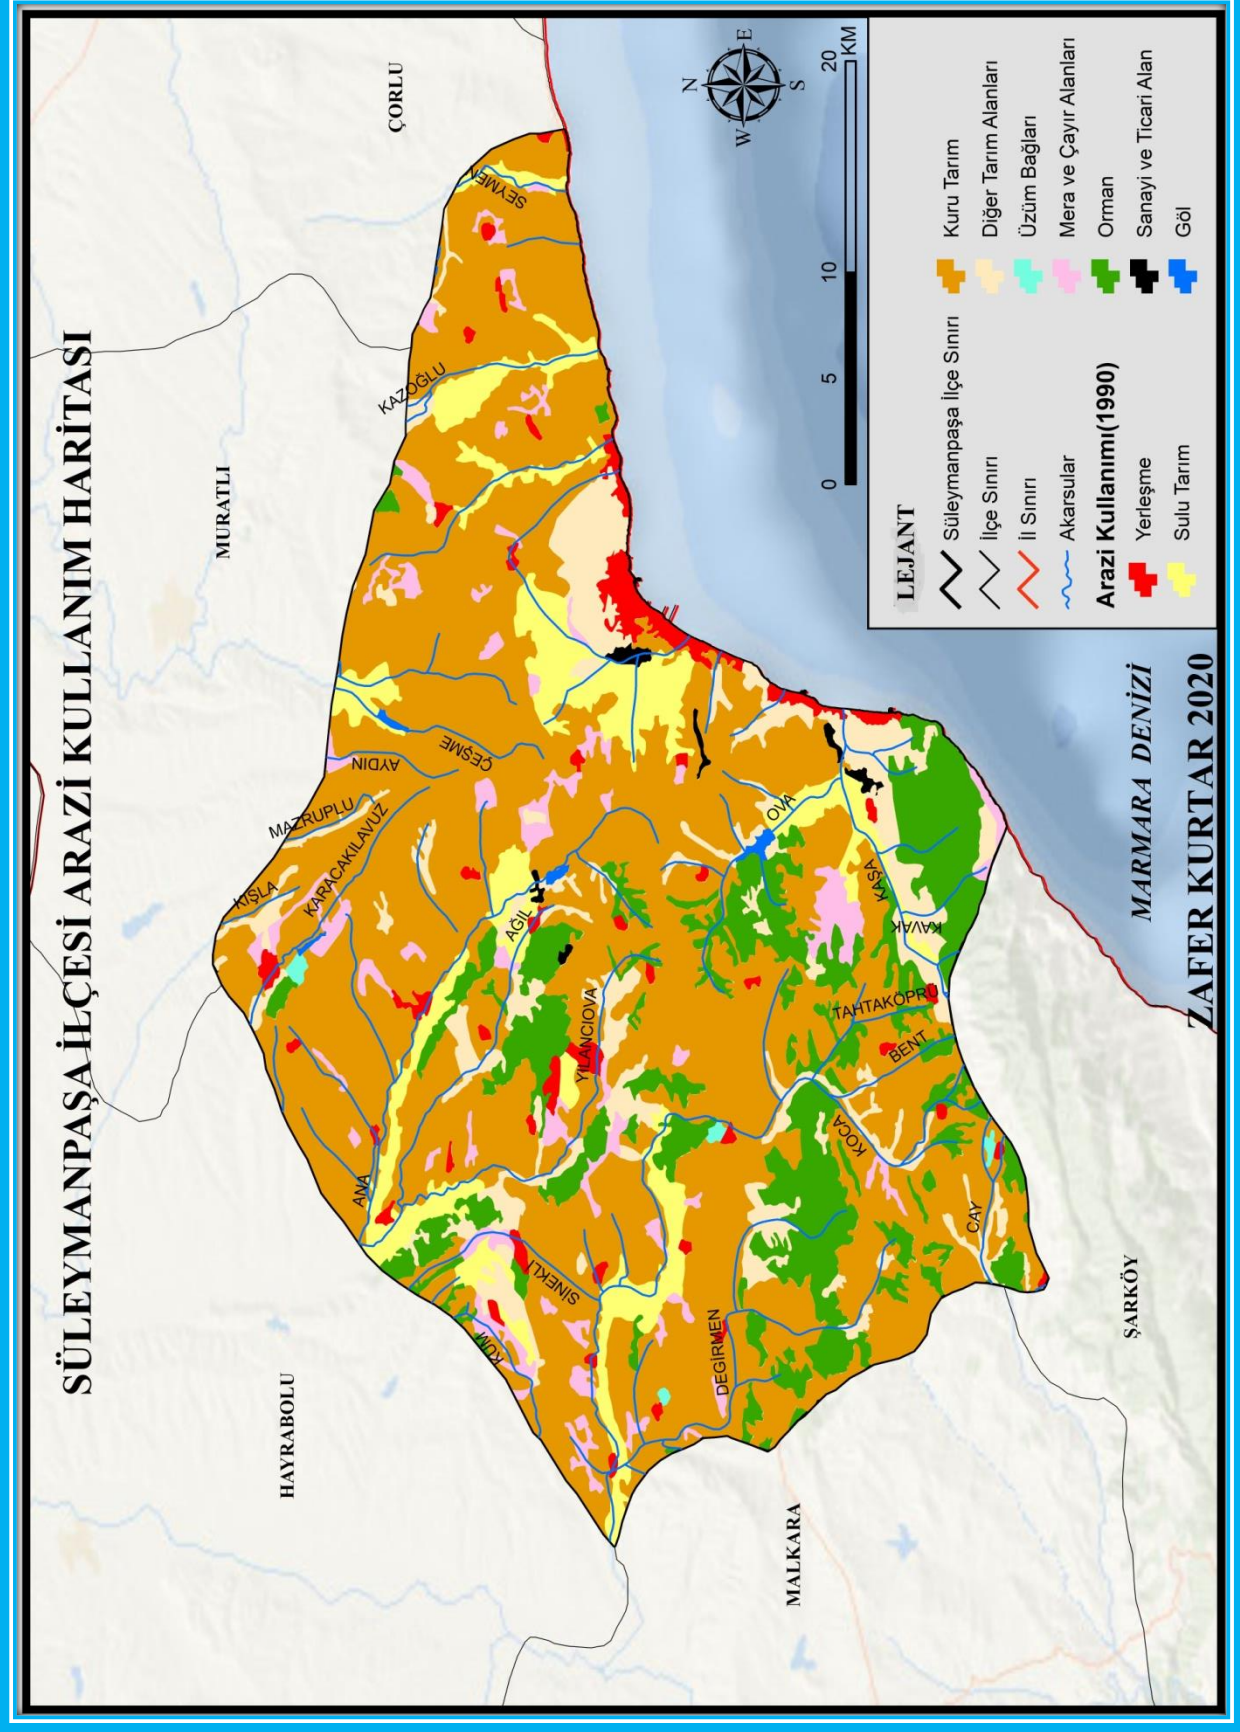 SÜLEYMANPAŞA İLÇESİ ARAZİ KULLANIM HARİTASI
ÇORLU
MURATLI
HAYRABOLU
MALKARA
ŞARKÖY
MARMARA DENİZİ
ZAFER KURTAR 2020
SEYMEN
KAZOĞLU
ÇEŞME
AYDIN
MAZRUPLU
KARACAKILAVUZ
KIŞLA
AĞIL
OVA
KAŞA
KAVAK
TAHTAKÖPRÜ
BENT
YILANCIOVA
KOCA
ÇAY
ANA
SİNEKLİ
KUM
DEGİRMEN
N
E
S
W
0 5 10 20
KM
LEJANT
Süleymanpaşa İlçe Sınırı
İlçe Sınırı
İl Sınırı
Akarsular
Arazi Kullanımı(1990)
Yerleşme
Sulu Tarım
Kuru Tarım
Diğer Tarım Alanları
Üzüm Bağları
Mera ve Çayır Alanları
Orman
Sanayi ve Ticari Alan
Göl